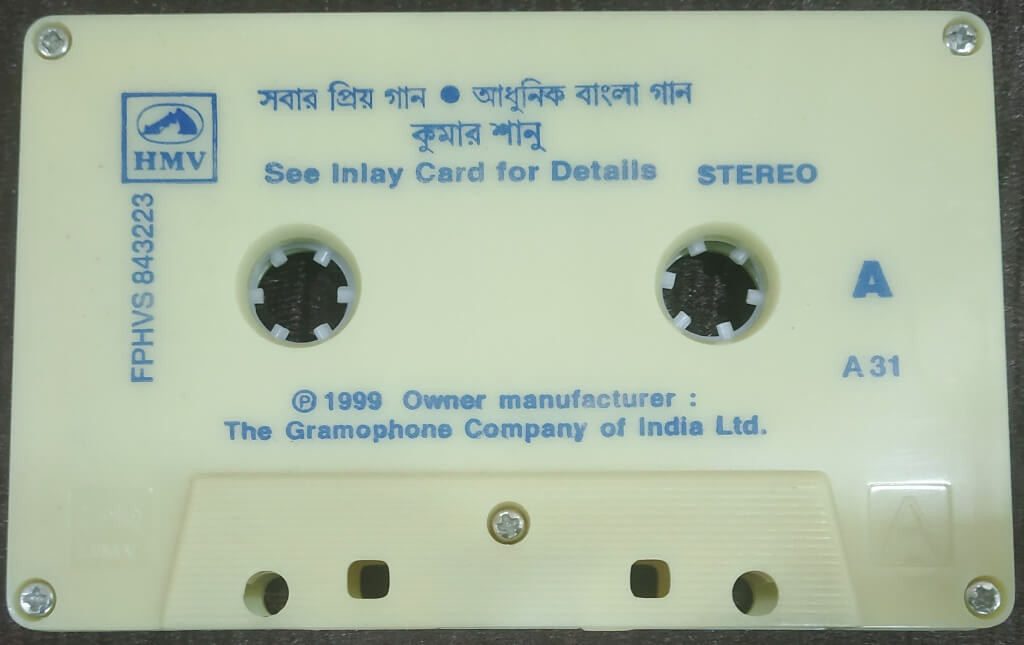 সবার প্রিয় গান ● আধুনিক বাংলা গান
কুমার শানু
HMV
See Inlay Card for Details STEREO
FPHVS 843223
A
A 31
℗ 1999 Owner manufacturer :
The Gramophone Company of India Ltd.
A